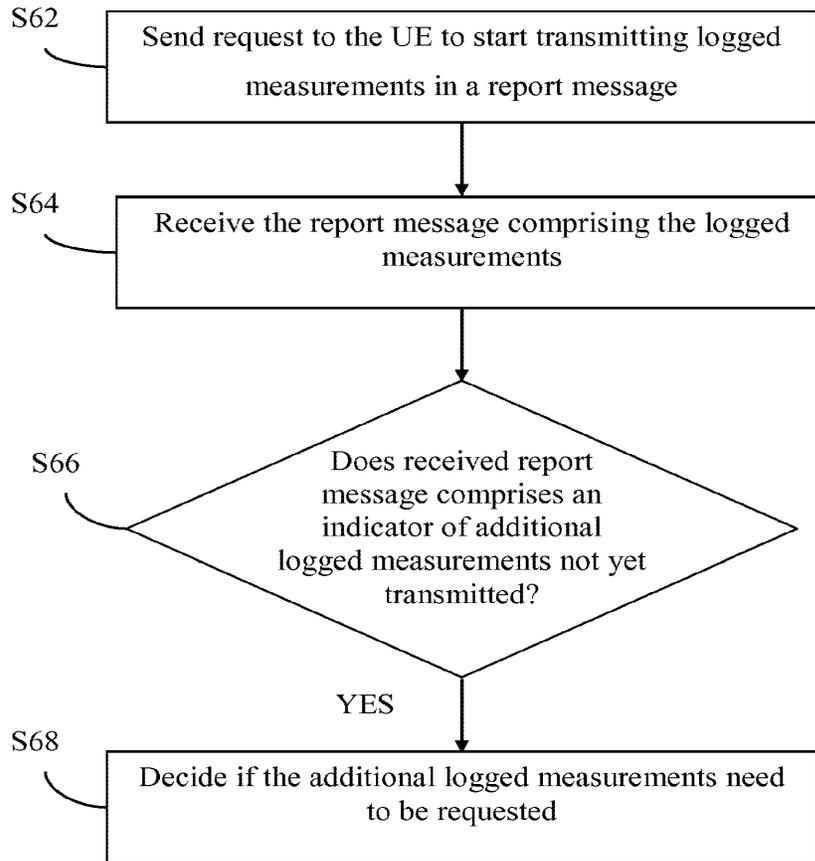 S62
Send request to the UE to start transmitting logged
measurements in a report message
S64
Receive the report message comprising the logged
measurements
S66
Does received report
message comprises an
indicator of additional
logged measurements not yet
transmitted?
YES
S68
Decide if the additional logged measurements need
to be requested